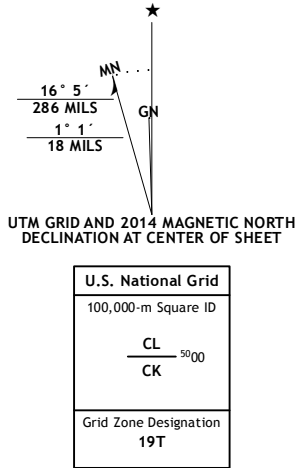 ★
MN
16° 5´
286 MILS
GN
1° 1´
18 MILS
UTM GRID AND 2014 MAGNETIC NORTH
DECLINATION AT CENTER OF SHEET
U.S. National Grid
100,000-m Square ID
CL
5000
CK
Grid Zone Designation
19T